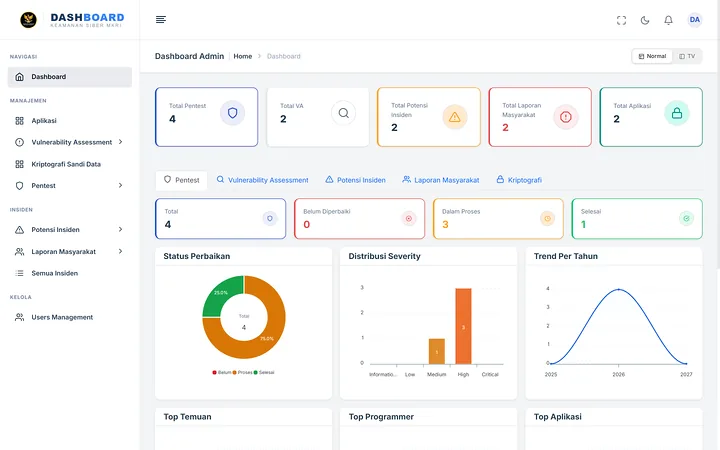 DASHBOARD
KEAMANAN SIBER MARI
DA
NAVIGASI
Dashboard
MANAJEMEN
Aplikasi
Vulnerability Assessment
Kriptografi Sandi Data
Pentest
INSIDEN
Potensi Insiden
Laporan Masyarakat
Semua Insiden
KELOLA
Users Management
Dashboard Admin
Home
Dashboard
Normal
TV
Total Pentest
4
Total VA
2
Total Potensi
Insiden
2
Total Laporan
Masyarakat
2
Total Aplikasi
2
Pentest
Vulnerability Assessment
Potensi Insiden
Laporan Masyarakat
Kriptografi
Total
4
Belum Diperbaiki
0
Dalam Proses
3
Selesai
1
Status Perbaikan
25.0%
Total
4
75.0%
Belum
Proses
Selesai
Distribusi Severity
3
2
1
0
1
3
Informatio...
Low
Medium
High
Critical
Trend Per Tahun
4
3
2
1
0
2025
2026
2027
Top Temuan
Top Programmer
Top Aplikasi